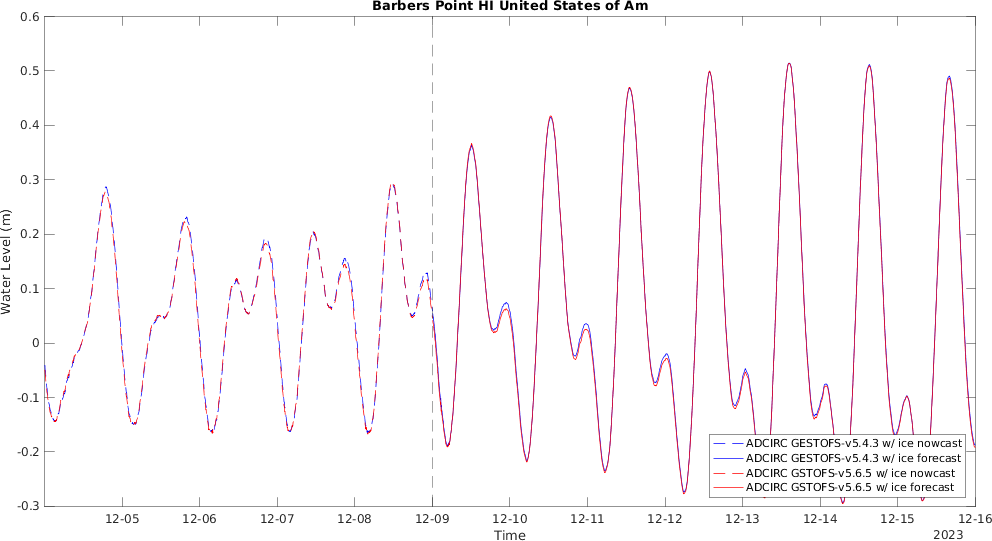 Barbers Point HI United States of Am
Water Level (m)
0.6
0.5
0.4
0.3
0.2
0.1
0
-0.1
-0.2
-0.3
ADCIRC GESTOFS-v5.4.3 w/ ice nowcast
ADCIRC GESTOFS-v5.4.3 w/ ice forecast
ADCIRC GSTOFS-v5.6.5 w/ ice nowcast
ADCIRC GSTOFS-v5.6.5 w/ ice forecast
12-05 12-06 12-07 12-08 12-09 12-10 12-11 12-12 12-13 12-14 12-15 12-16
Time
2023